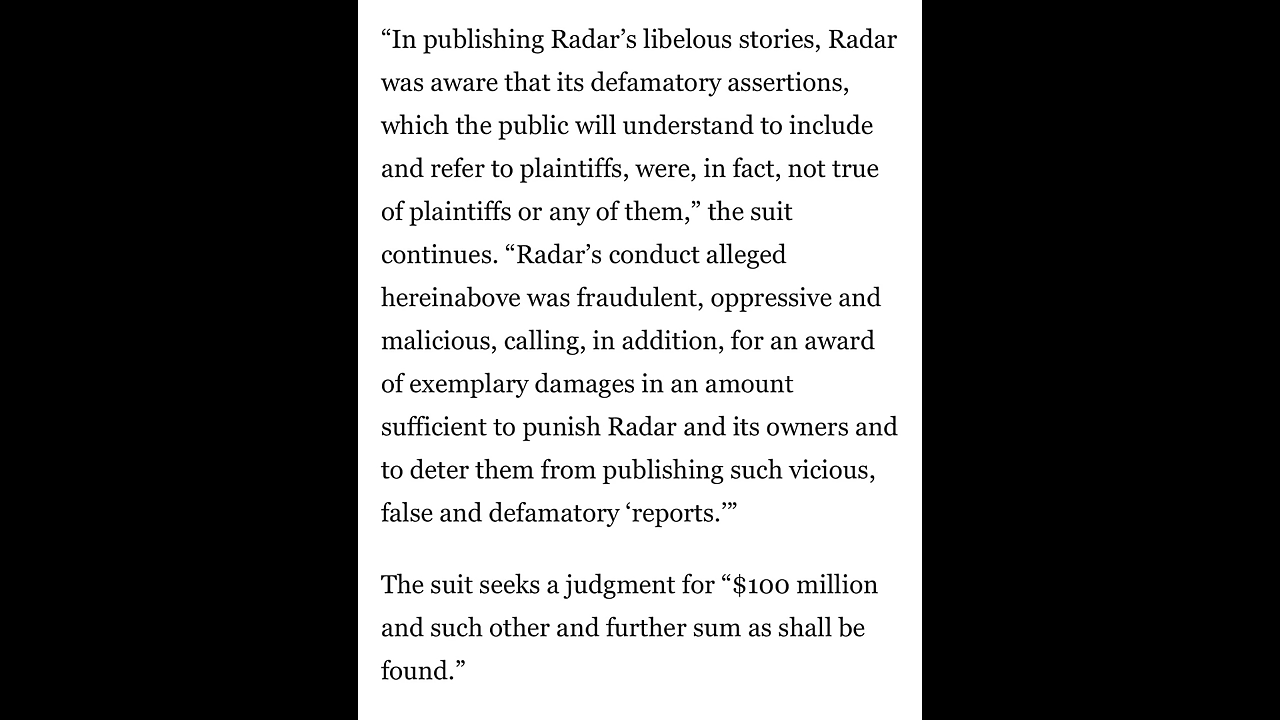 “In publishing Radar’s libelous stories, Radar
was aware that its defamatory assertions,
which the public will understand to include
and refer to plaintiffs, were, in fact, not true
of plaintiffs or any of them,” the suit
continues. “Radar’s conduct alleged
hereinabove was fraudulent, oppressive and
malicious, calling, in addition, for an award
of exemplary damages in an amount
sufficient to punish Radar and its owners and
to deter them from publishing such vicious,
false and defamatory ‘reports.’”
The suit seeks a judgment for “$100 million
and such other and further sum as shall be
found.”